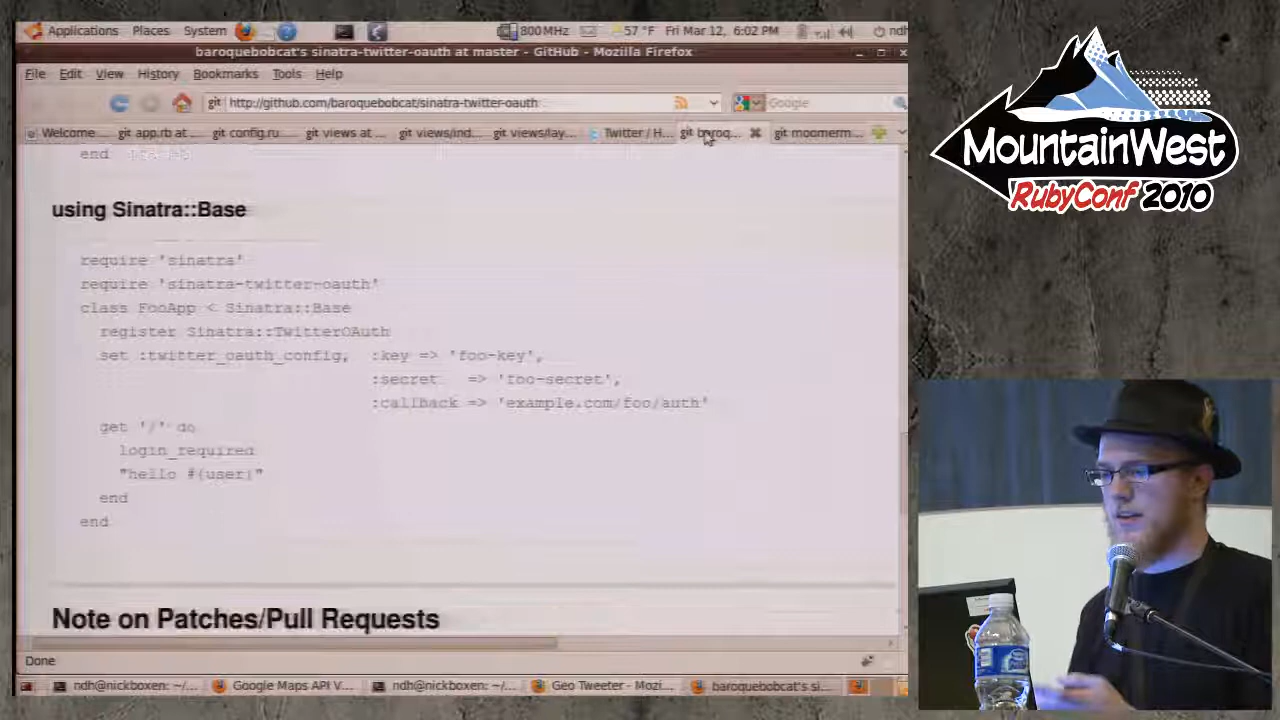 Applications Places System 800 MHz 57 °F Fri Mar 12, 6:02 PM ndh
baroquebobcat's sinatra-twitter-oauth at master - GitHub - Mozilla Firefox
File Edit View History Bookmarks Tools Help
git http://github.com/baroquebobcat/sinatra-twitter-oauth Google
Welcome... git app.rb at ... git config.ru ... git views at ... git views/ind... git views/lay... Twitter / H... git baroq... git moomerm...
end
using Sinatra::Base
require 'sinatra'
require 'sinatra-twitter-oauth'
class FooApp < Sinatra::Base
register Sinatra::TwitterOAuth
set :twitter_oauth_config, :key => 'foo-key',
:secret => 'foo-secret',
:callback => 'example.com/foo/auth'
get '/' do
login_required
"hello #{user}"
end
end
Note on Patches/Pull Requests
Done
ndh@nickboxen: ~/... Google Maps API V... ndh@nickboxen: ~/... Geo Tweeter - Mozi... baroquebobcat's si...
MountainWest
RubyConf 2010